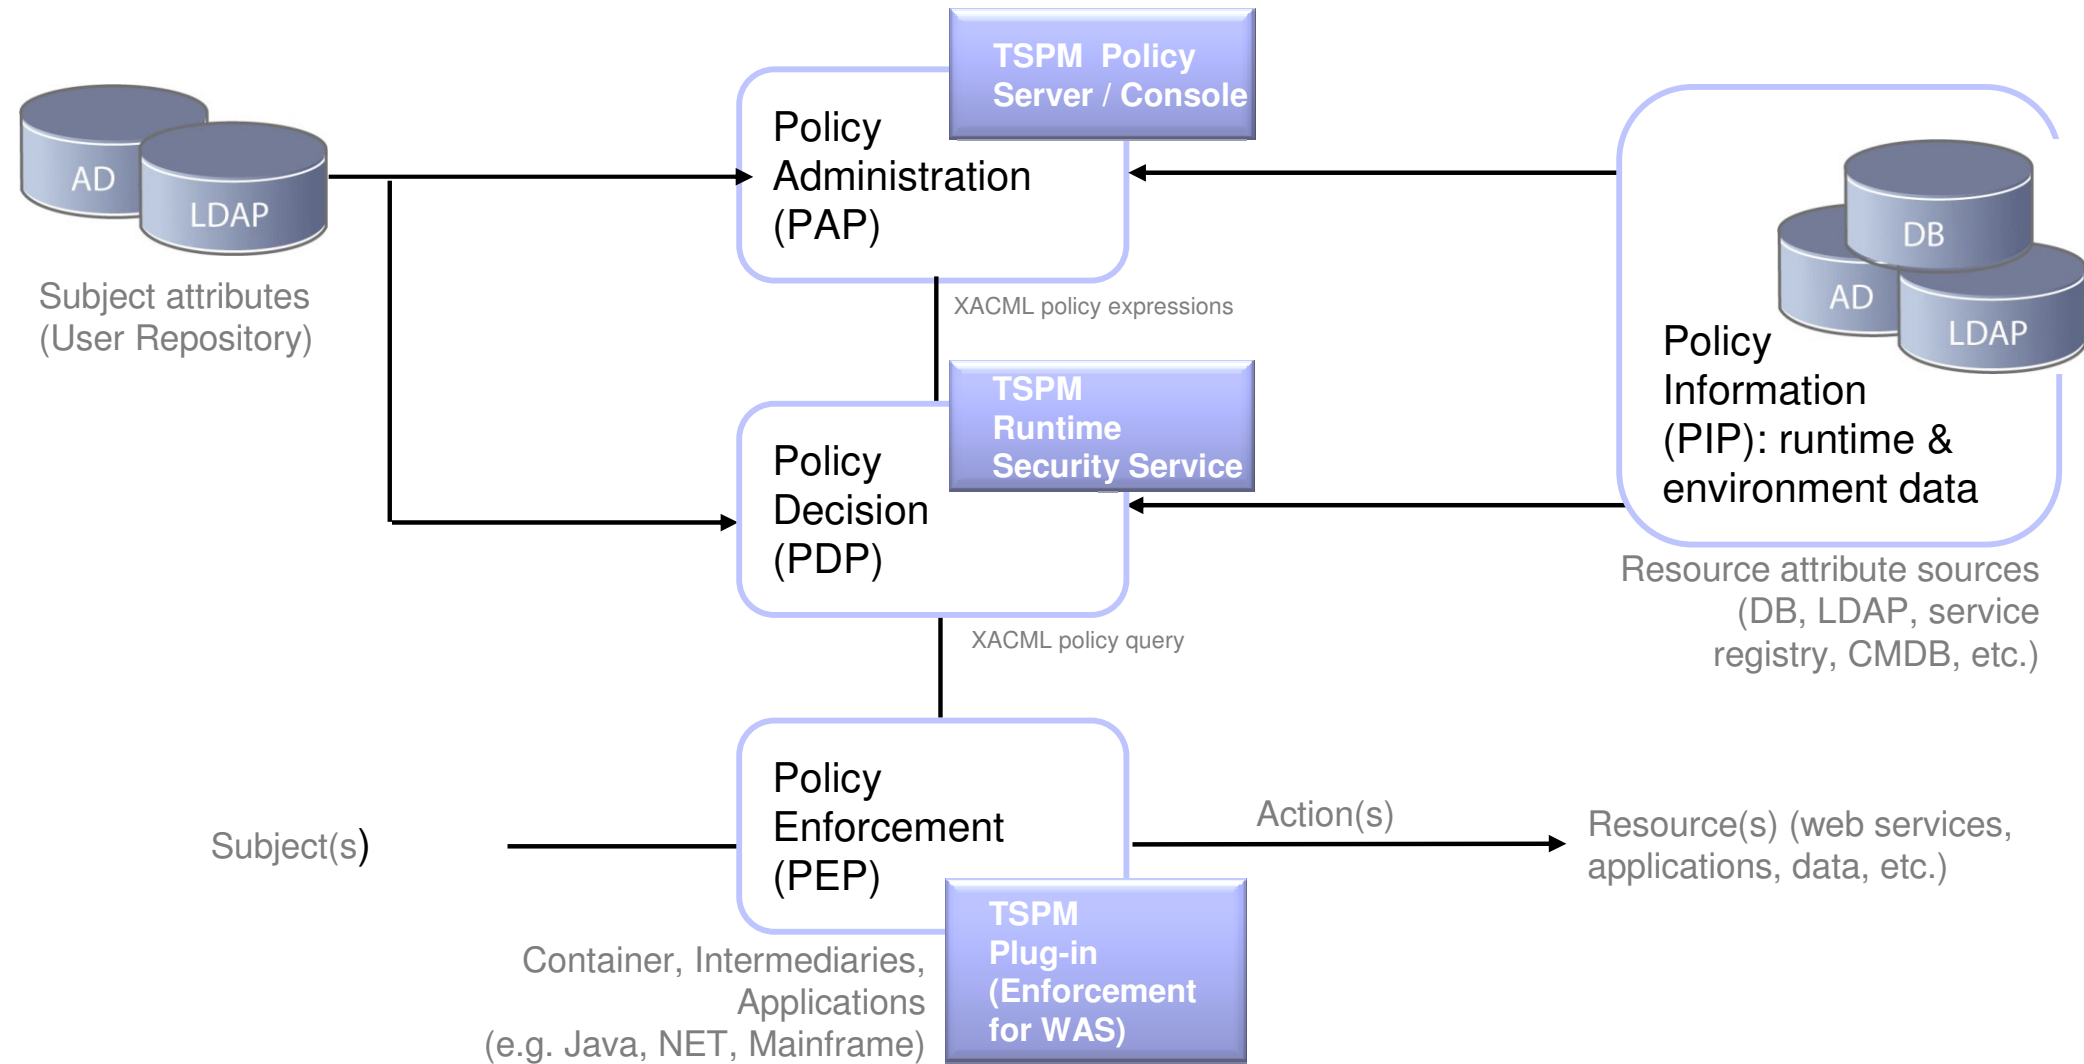 TSPM Policy
Server / Console
Policy
Administration
(PAP)
AD
LDAP
Subject attributes
(User Repository)
DB
AD
LDAP
Policy
Information
(PIP): runtime &
environment data
XACML policy expressions
TSPM
Runtime
Security Service
Policy
Decision
(PDP)
Resource attribute sources
(DB, LDAP, service
registry, CMDB, etc.)
XACML policy query
Policy
Enforcement
(PEP)
Subject(s)
Action(s)
Resource(s) (web services,
applications, data, etc.)
TSPM
Plug-in
(Enforcement
for WAS)
Container, Intermediaries,
Applications
(e.g. Java, NET, Mainframe)